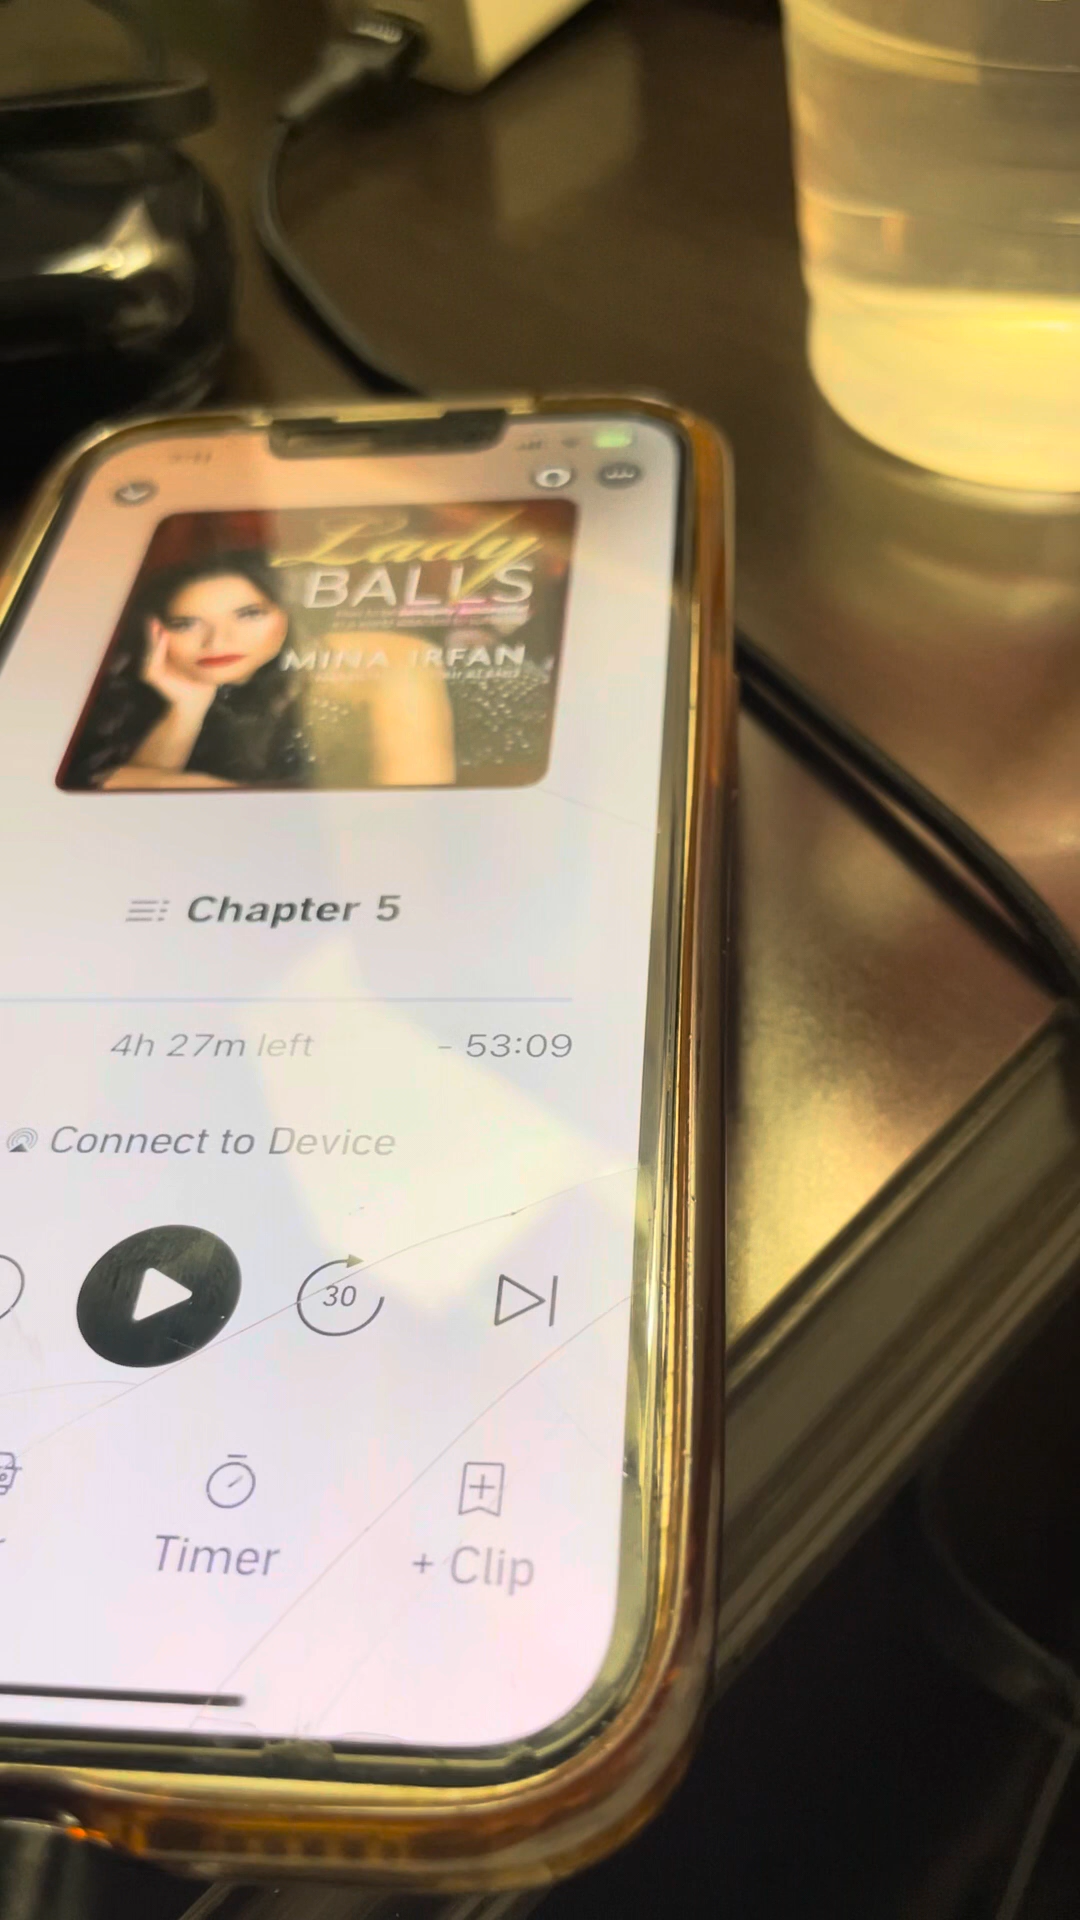 Lady
BALLS
MINA IRFAN
Chapter 5
4h 27m left
- 53:09
Connect to Device
30
Timer
+ Clip